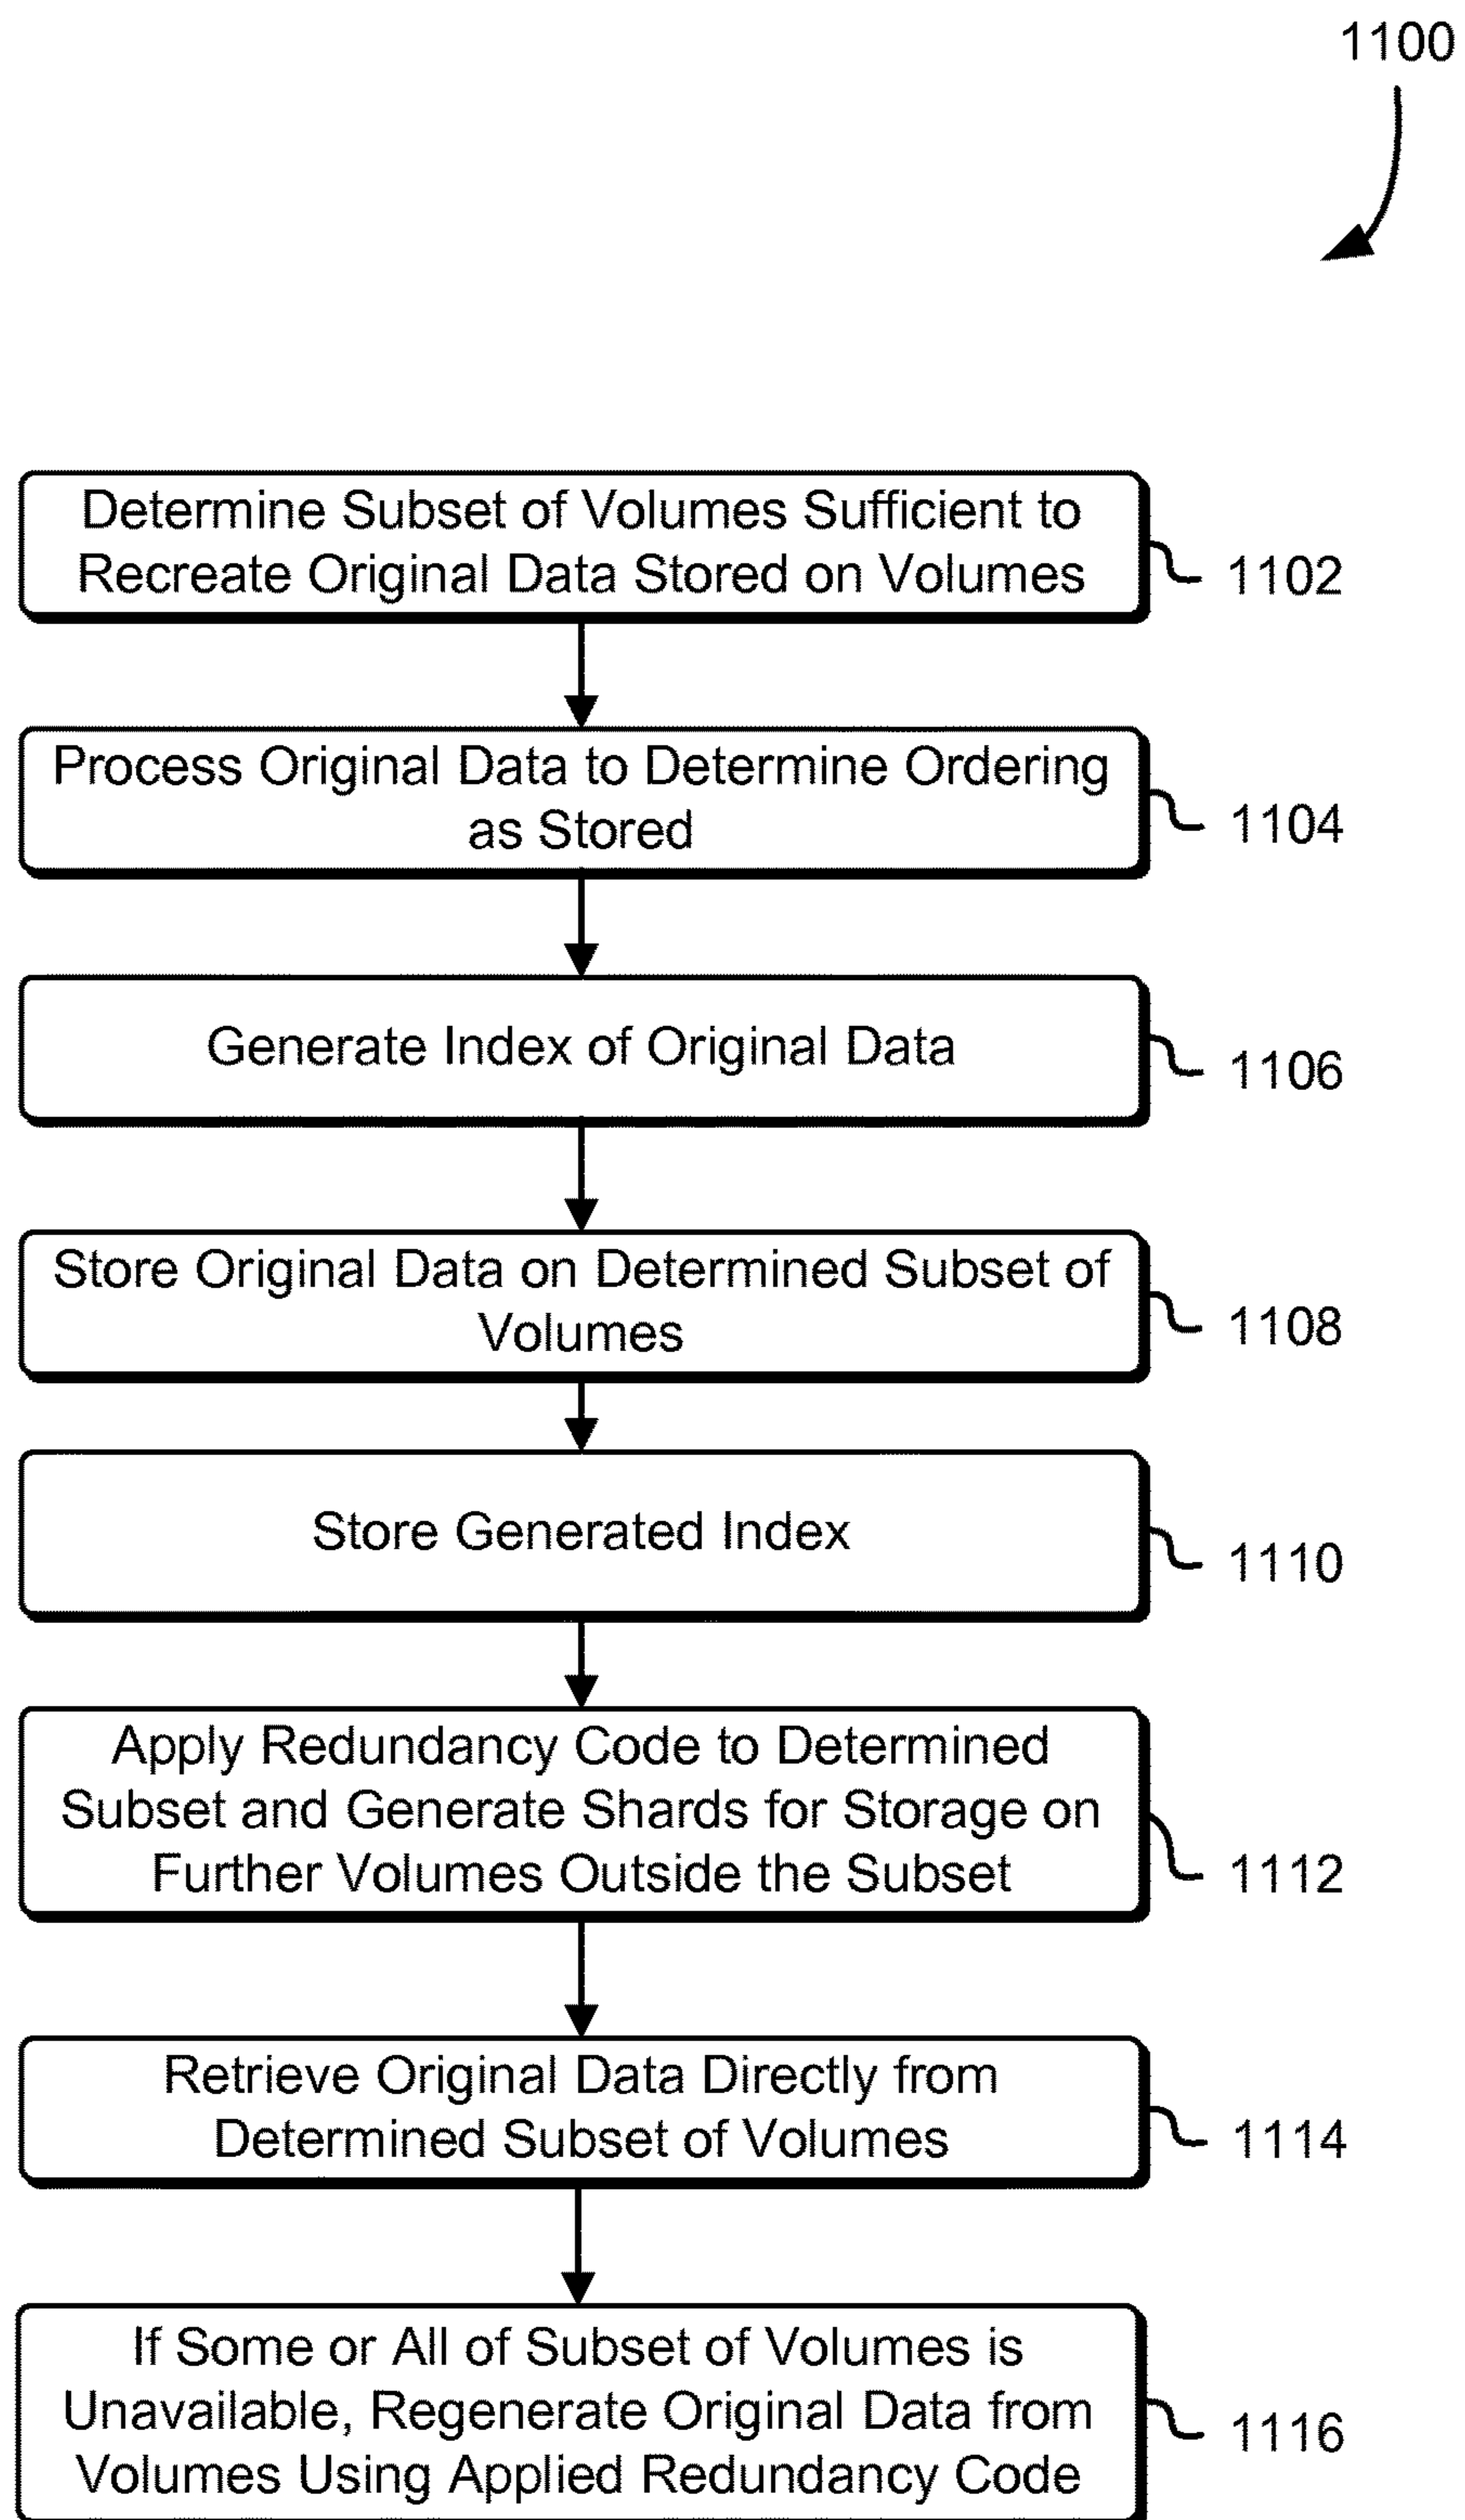 1100
Determine Subset of Volumes Sufficient to
Recreate Original Data Stored on Volumes
1102
Process Original Data to Determine Ordering
as Stored
1104
Generate Index of Original Data
1106
Store Original Data on Determined Subset of
Volumes
1108
Store Generated Index
1110
Apply Redundancy Code to Determined
Subset and Generate Shards for Storage on
Further Volumes Outside the Subset
1112
Retrieve Original Data Directly from
Determined Subset of Volumes
1114
If Some or All of Subset of Volumes is
Unavailable, Regenerate Original Data from
Volumes Using Applied Redundancy Code
1116